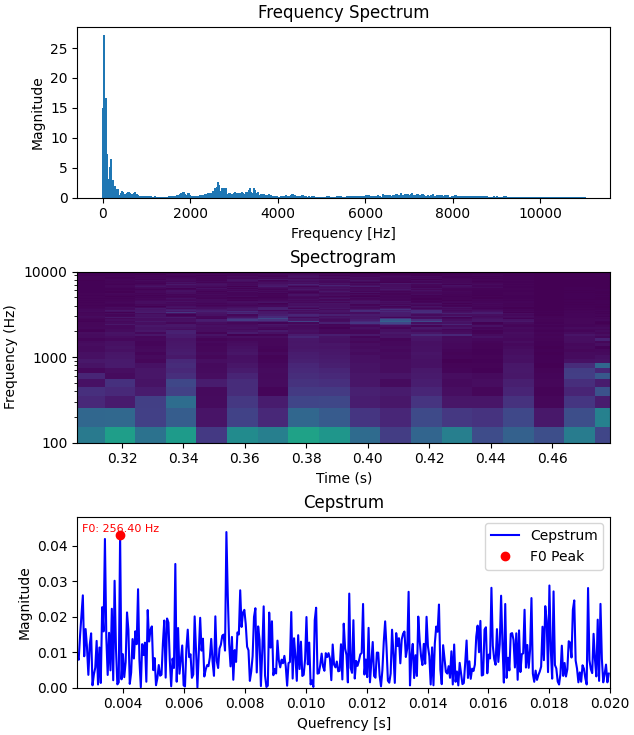 Frequency Spectrum
25
20
15
10
5
0
Magnitude
0 2000 4000 6000 8000 10000
Frequency [Hz]
Spectrogram
10000
1000
100
Frequency (Hz)
0.32 0.34 0.36 0.38 0.40 0.42 0.44 0.46
Time (s)
Cepstrum
F0: 256.40 Hz
Cepstrum
F0 Peak
0.04
0.03
0.02
0.01
0.00
Magnitude
0.004 0.006 0.008 0.010 0.012 0.014 0.016 0.018 0.020
Quefrency [s]